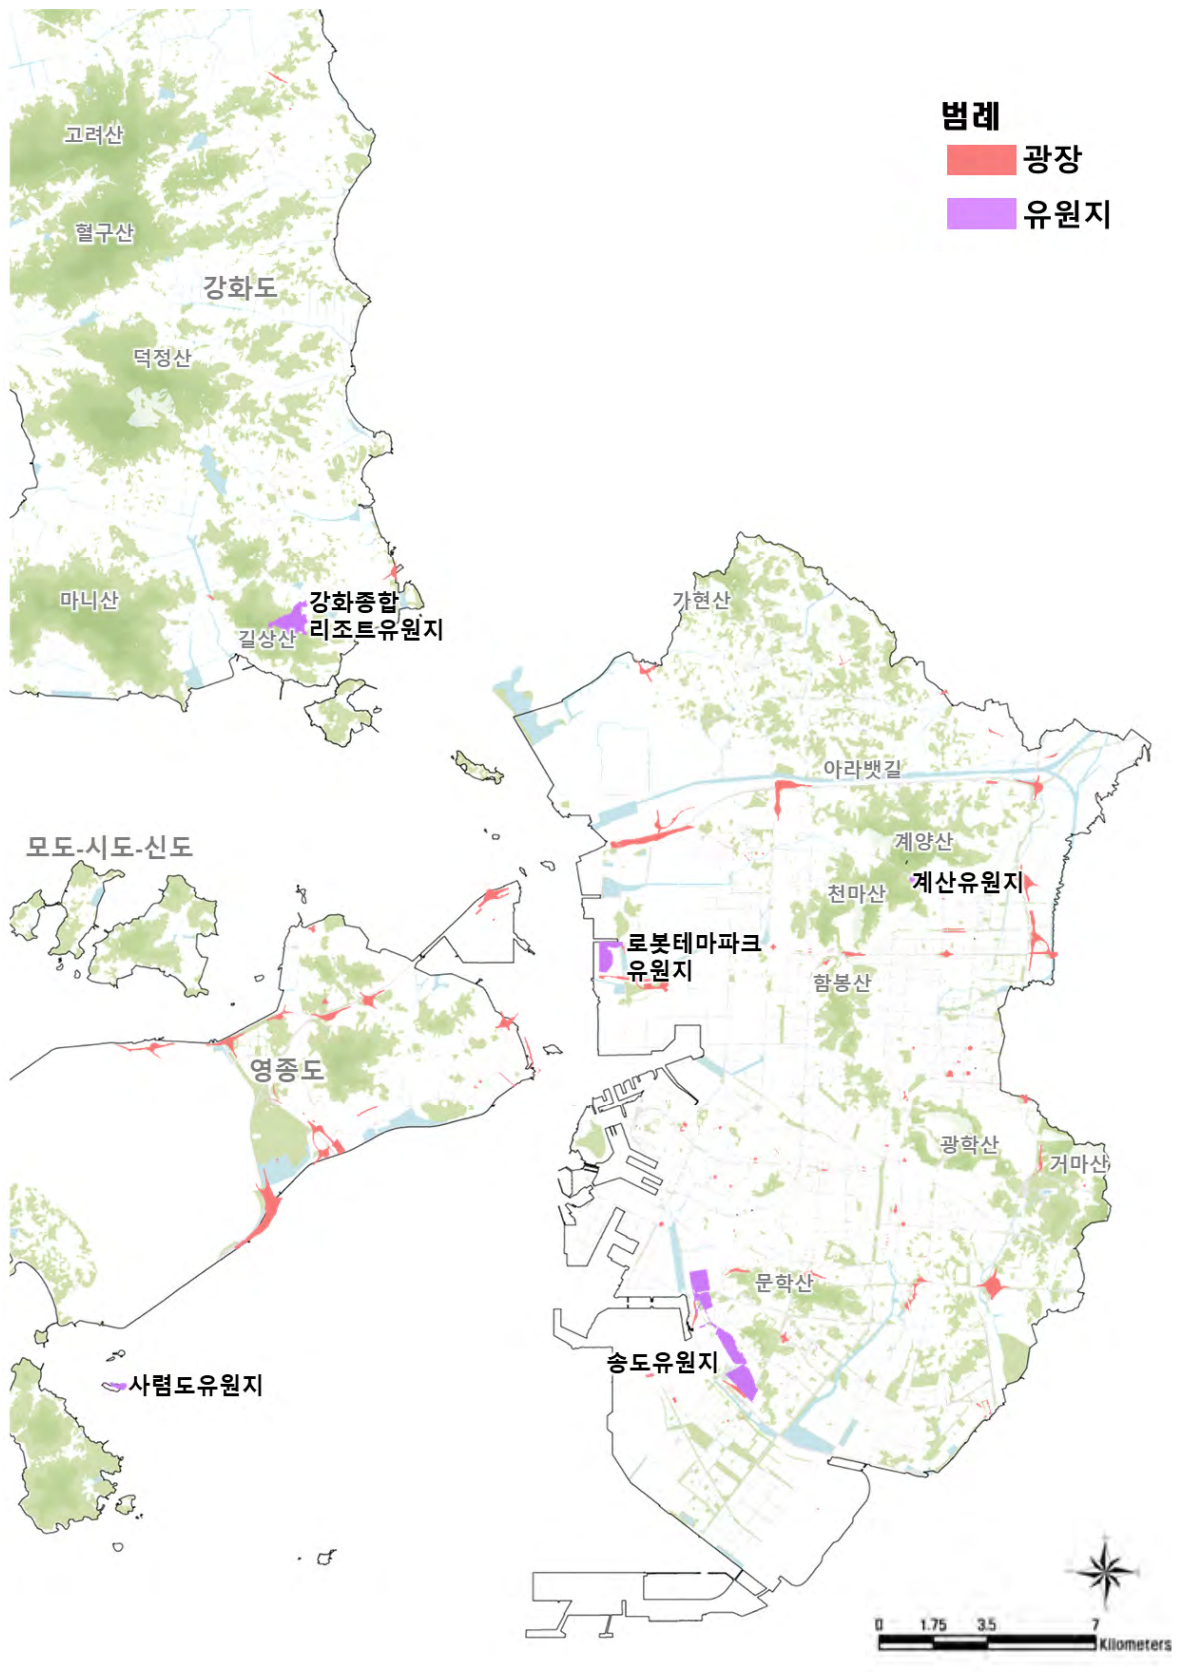 범례
광장
유원지
고려산
혈구산
강화도
덕정산
마니산
강화종합
리조트유원지
길상산
가현산
아라뱃길
계양산
모도-시도-신도
계산유원지
천마산
로봇테마파크
유원지
함봉산
영종도
광학산
거마산
문학산
송도유원지
사렴도유원지
0 1.75 3.5 7
Kilometers